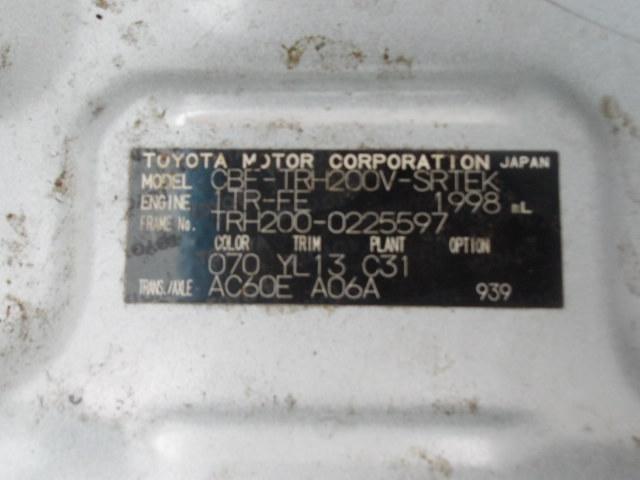 TOYOTA MOTOR CORPORATION JAPAN
MODEL CBF-TRH200V-SRTEK
ENGINE 1TR-FE 1998 mL
FRAME No. TRH200-0225597
COLOR TRIM PLANT OPTION
070 YL13 C31
TRANS./AXLE AC60E A06A 939